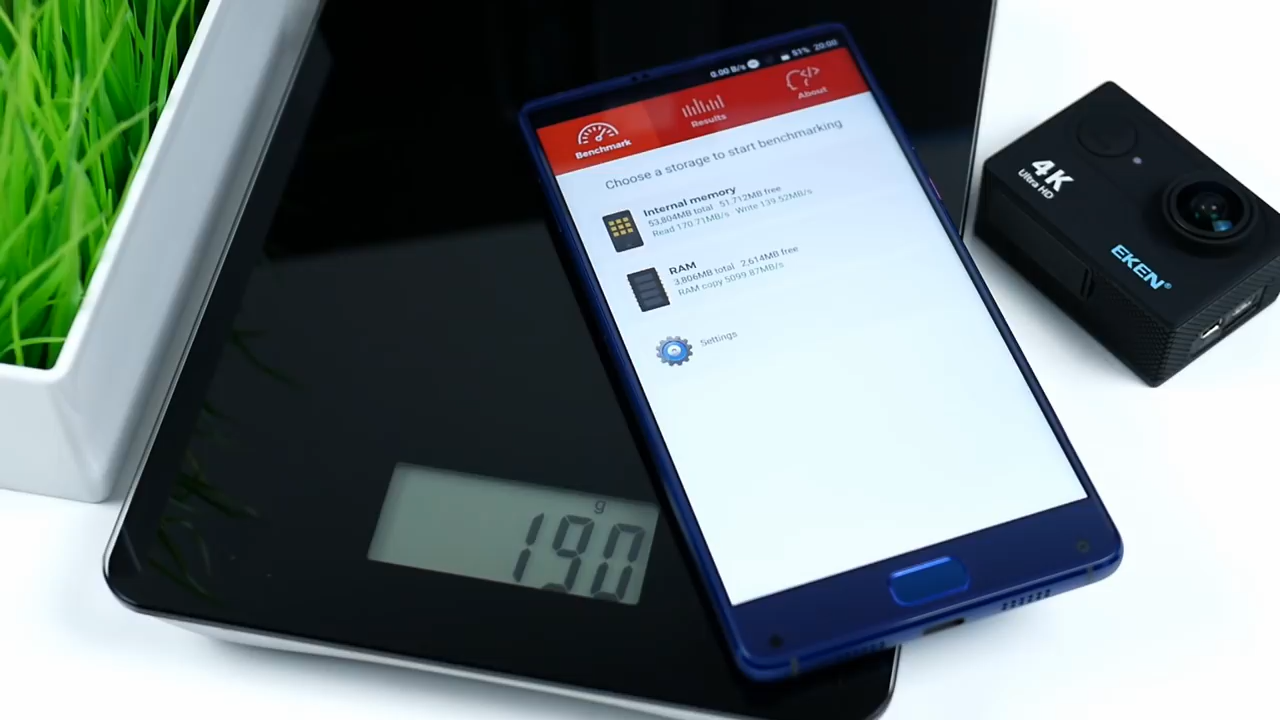 0.00 B/s 51% 20:00
Benchmark
Results
About
Choose a storage to start benchmarking
Internal memory
53,804MB total 51,712MB free
Read 170.71MB/s Write 139.52MB/s
RAM
3,806MB total 2,614MB free
RAM copy 5099.87MB/s
Settings
g
190
4K
Ultra HD
EKEN®